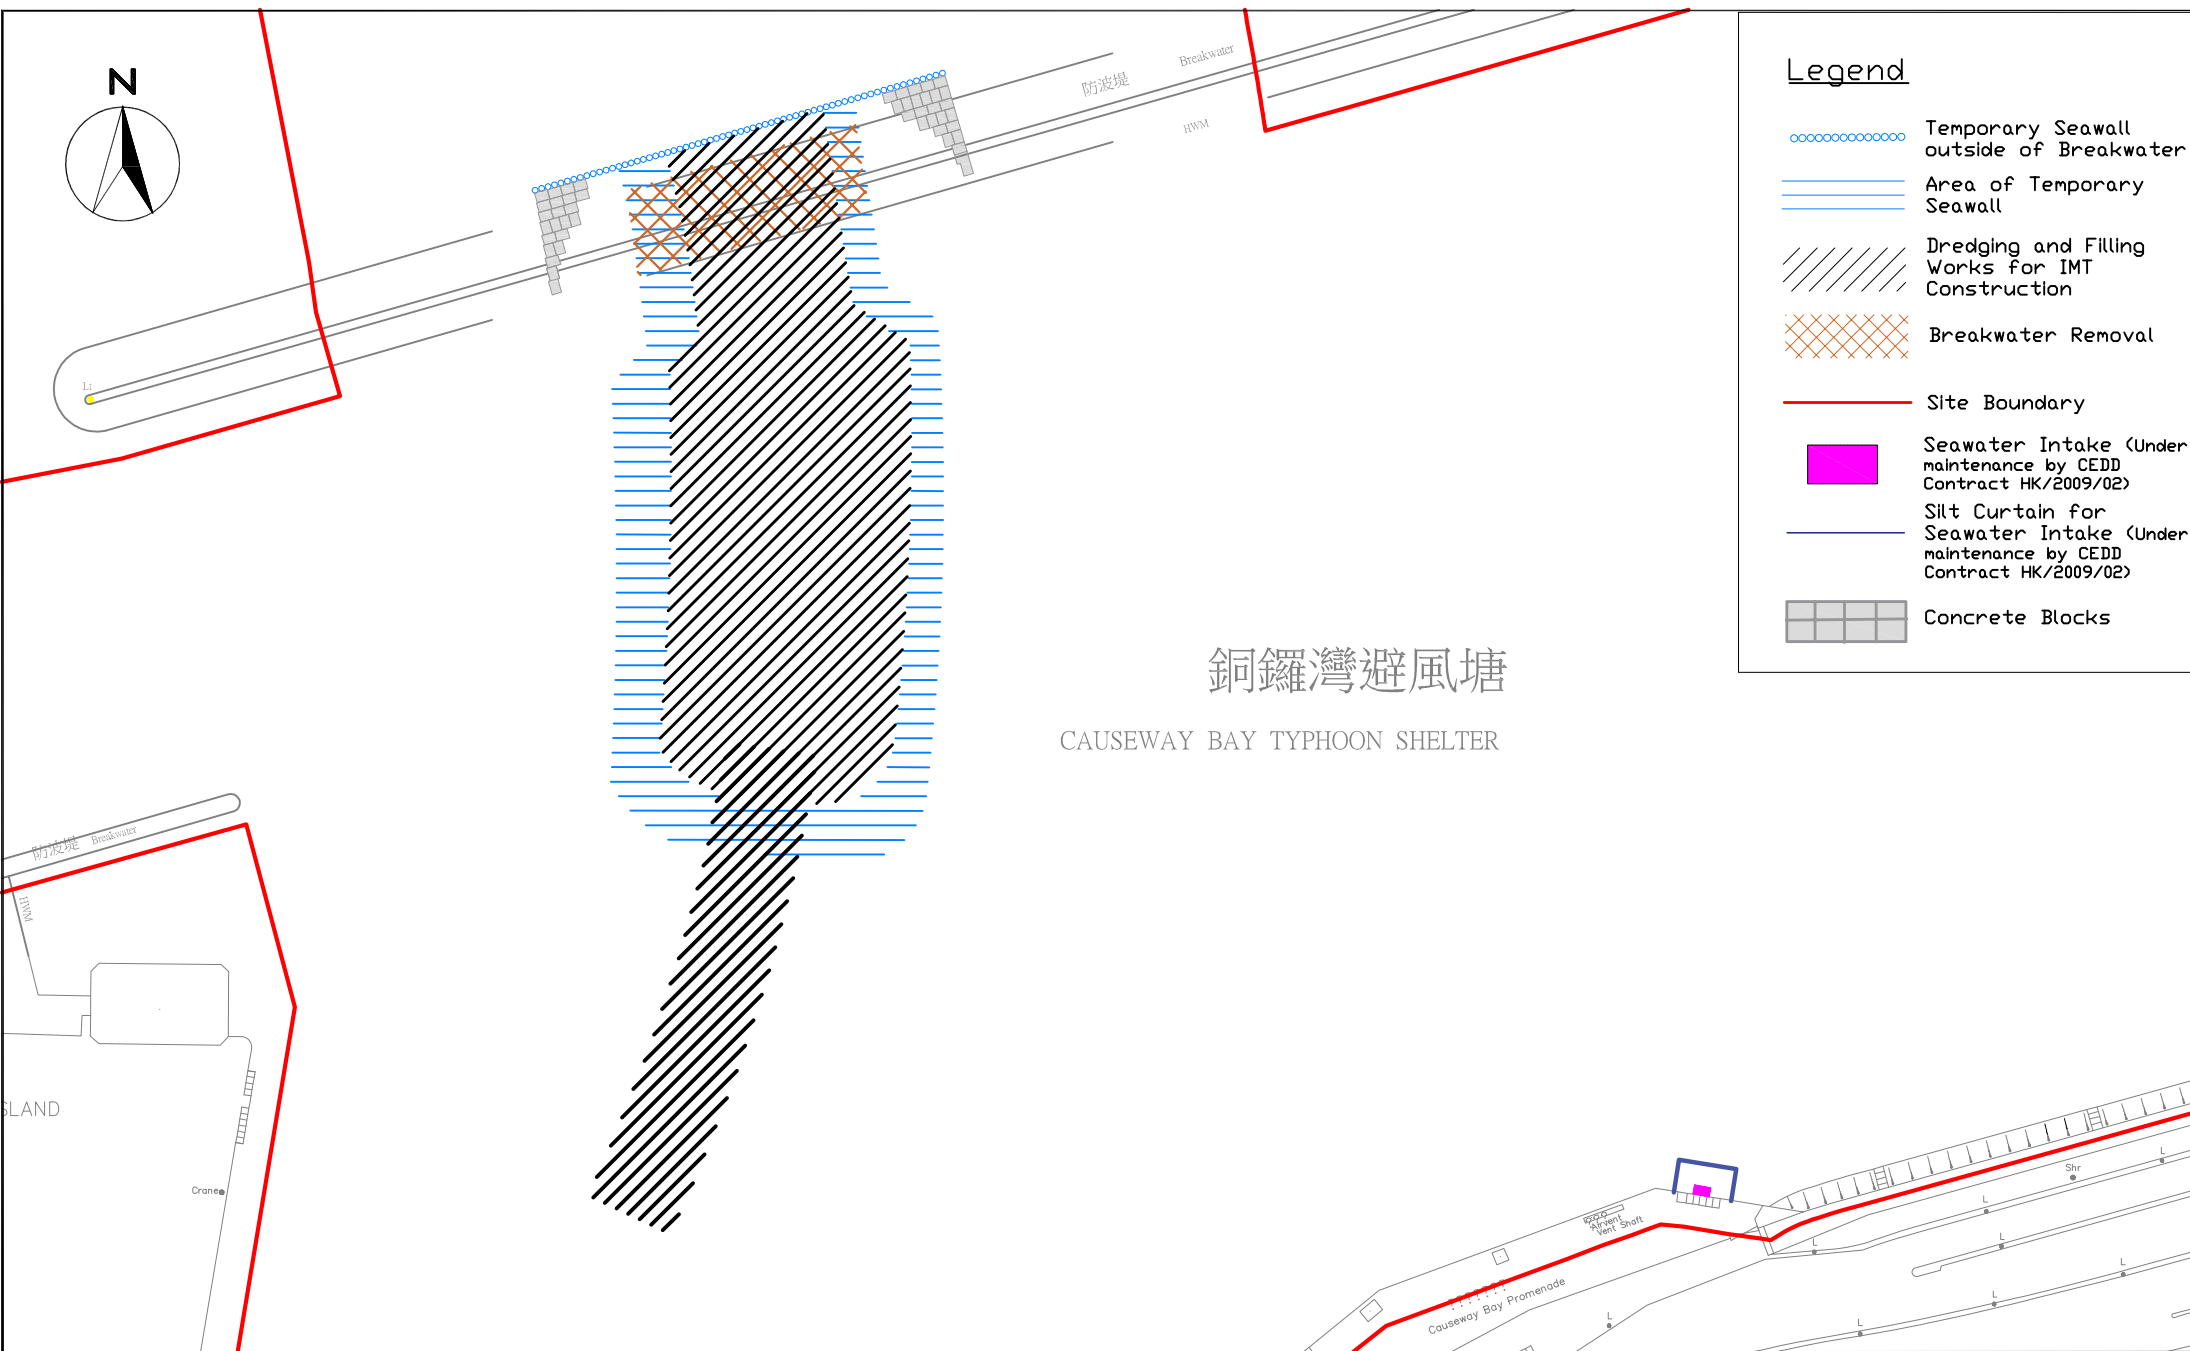 N
Breakwater
防波堤
HWM
Legend
Temporary Seawall
outside of Breakwater
Area of Temporary
Seawall
Dredging and Filling
Works for IMT
Construction
Breakwater Removal
Site Boundary
Seawater Intake (Under
maintenance by CEDD
Contract HK/2009/02)
Silt Curtain for
Seawater Intake (Under
maintenance by CEDD
Contract HK/2009/02)
Concrete Blocks
Lt
銅鑼灣避風塘
CAUSEWAY BAY TYPHOON SHELTER
防波堤 Breakwater
HWM
SLAND
Crane
Airvent
Vent Shaft
Causeway Bay Promenade
Shr
L
L
L
L
L
L
L
L